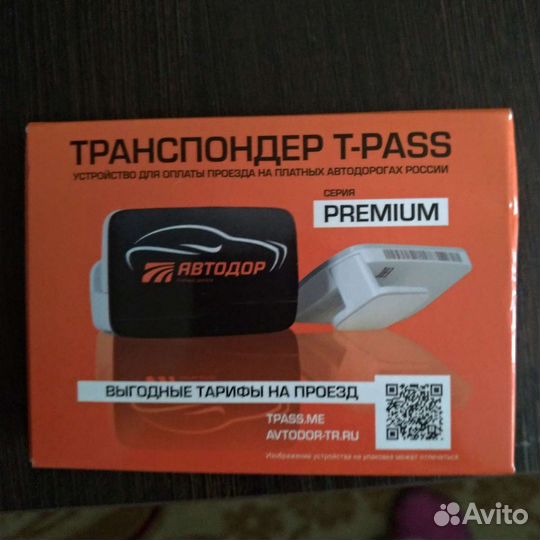 ТРАНСПОНДЕР T-PASS
УСТРОЙСТВО ДЛЯ ОПЛАТЫ ПРОЕЗДА НА ПЛАТНЫХ АВТОДОРОГАХ РОССИИ
СЕРИЯ
PREMIUM
АВТОДОР
ВЫГОДНЫЕ ТАРИФЫ НА ПРОЕЗД
TPASS.ME
AVTODOR-TR.RU
Изображение устройства на упаковке может отличаться
Avito